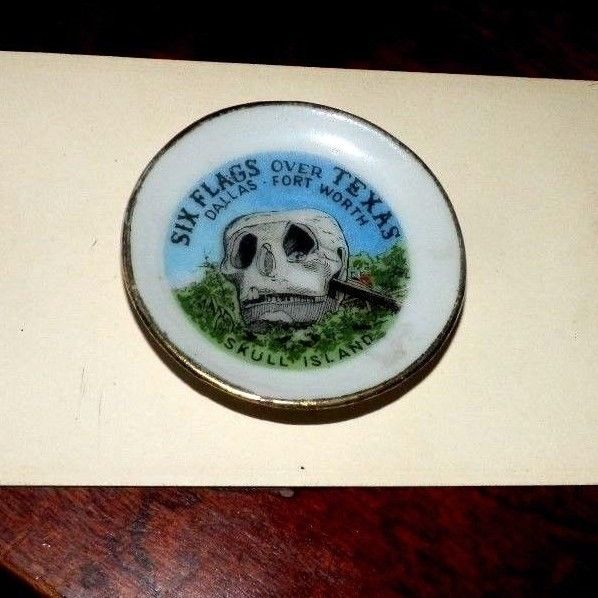 SIX FLAGS OVER TEXAS
DALLAS · FORT WORTH
SKULL ISLAND